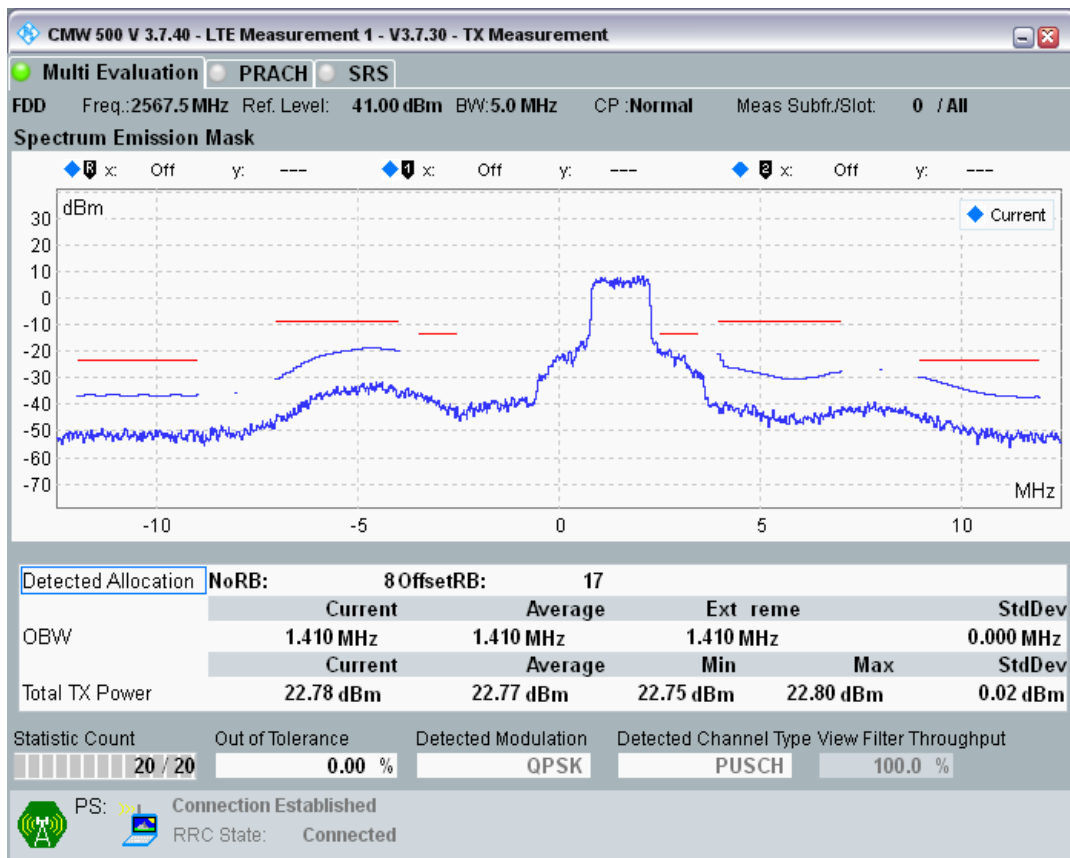 CMW 500 V 3.7.40 - LTE Measurement 1 - V3.7.30 - TX Measurement
Multi Evaluation PRACH SRS
FDD Freq.:2567.5 MHz Ref. Level: 41.00 dBm BW:5.0 MHz CP :Normal Meas Subfr./Slot: 0 / All
Spectrum Emission Mask
R x: Off y: --- 1 x: Off y: --- 2 x: Off y: ---
dBm
Current
30
20
10
0
-10
-20
-30
-40
-50
-60
-70
MHz
-10 -5 0 5 10
Detected Allocation NoRB: 8 OffsetRB: 17
Current Average Ext reme StdDev
OBW 1.410 MHz 1.410 MHz 1.410 MHz 0.000 MHz
Current Average Min Max StdDev
Total TX Power 22.78 dBm 22.77 dBm 22.75 dBm 22.80 dBm 0.02 dBm
Statistic Count Out of Tolerance Detected Modulation Detected Channel Type View Filter Throughput
20 / 20 0.00 % QPSK PUSCH 100.0 %
PS: Connection Established
RRC State: Connected